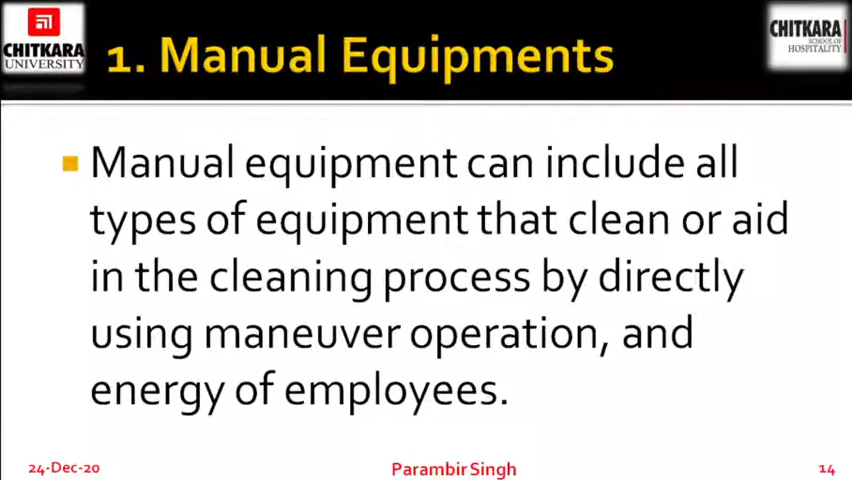 CHITKARA
UNIVERSITY
1. Manual Equipments
CHITKARA
SCHOOL OF
HOSPITALITY
Manual equipment can include all
types of equipment that clean or aid
in the cleaning process by directly
using maneuver operation, and
energy of employees.
24-Dec-20
Parambir Singh
14